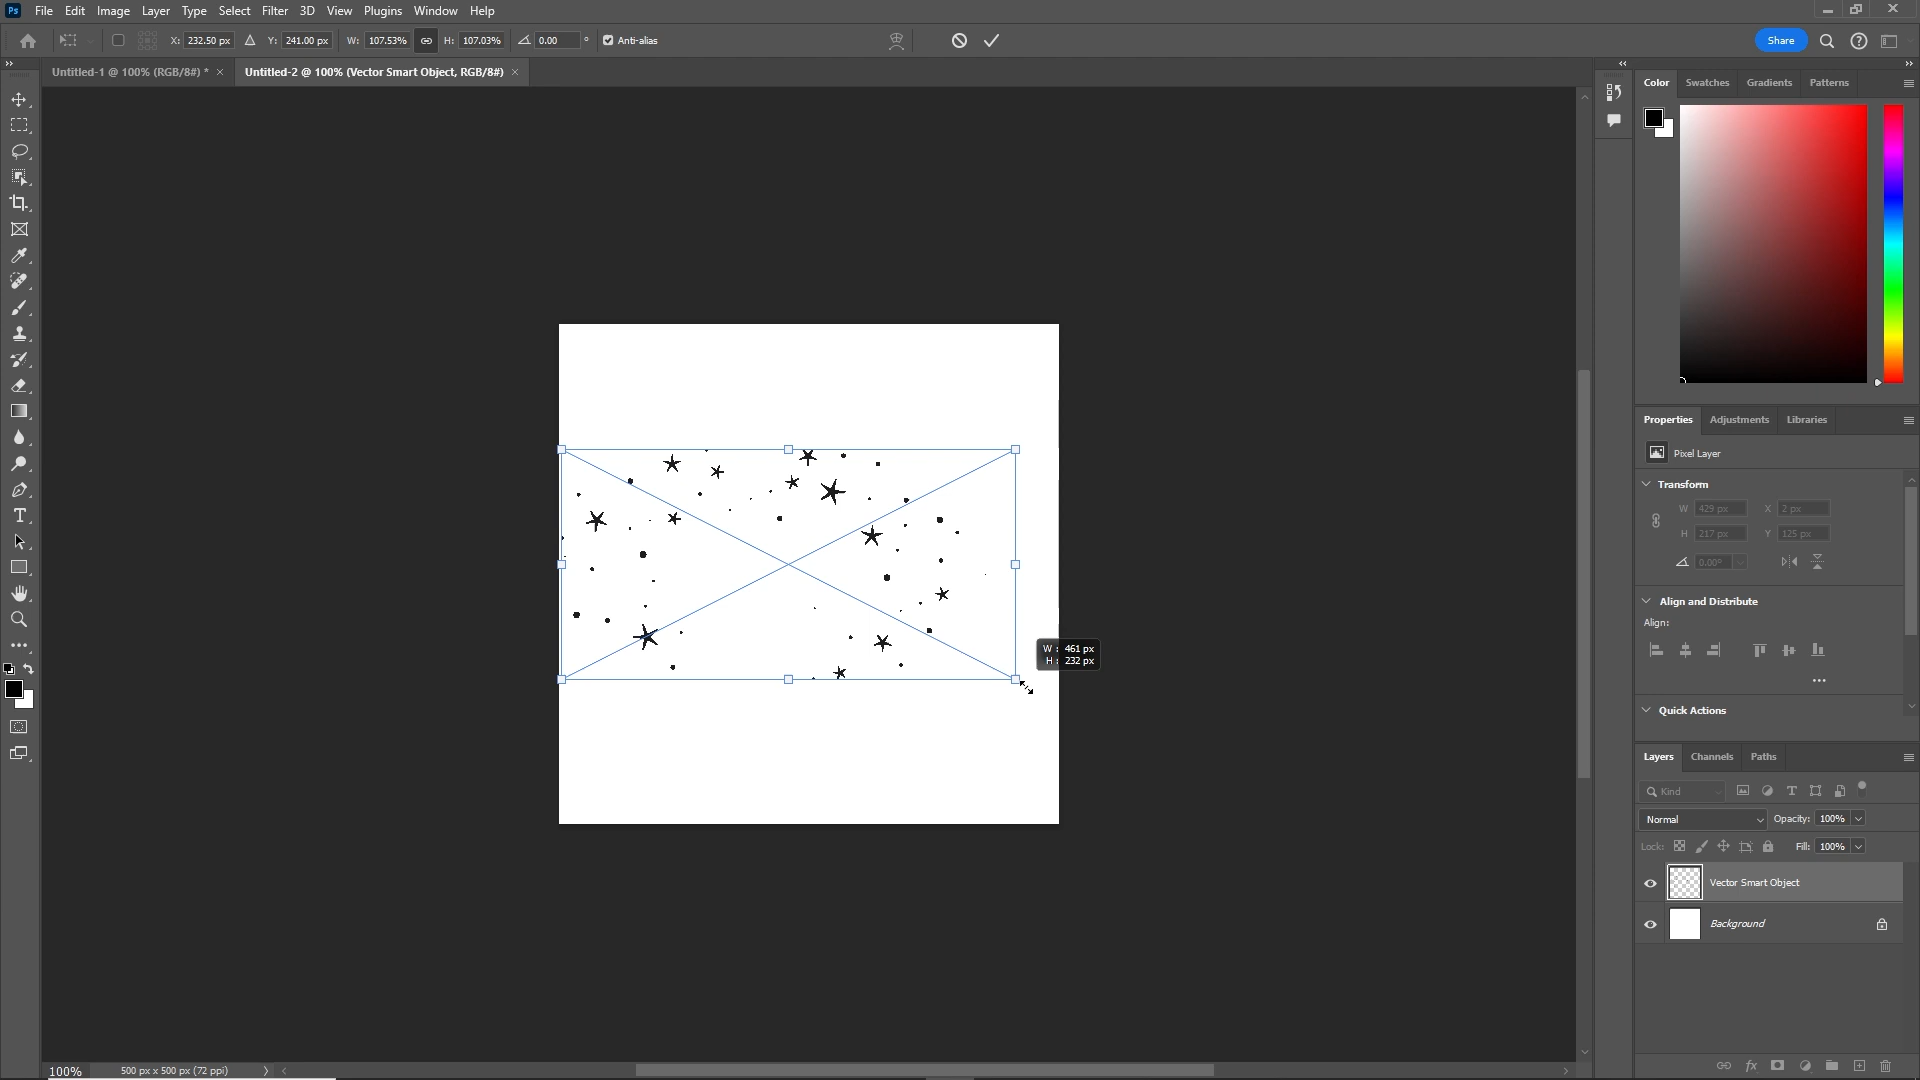 Ps File Edit Image Layer Type Select Filter 3D View Plugins Window Help
X: 232.50 px Y: 241.00 px W: 107.53% H: 107.03% 0.00 ° Anti-alias Share
Untitled-1 @ 100% (RGB/8#) * × Untitled-2 @ 100% (Vector Smart Object, RGB/8#) ×
Color Swatches Gradients Patterns
Properties Adjustments Libraries
Pixel Layer
Transform
W 429 px X 2 px
H 217 px Y 125 px
0.00°
Align and Distribute
Align:
W : 461 px
H : 232 px
Quick Actions
Layers Channels Paths
Kind
Normal Opacity: 100%
Lock: Fill: 100%
Vector Smart Object
Background
100% 500 px x 500 px (72 ppi)